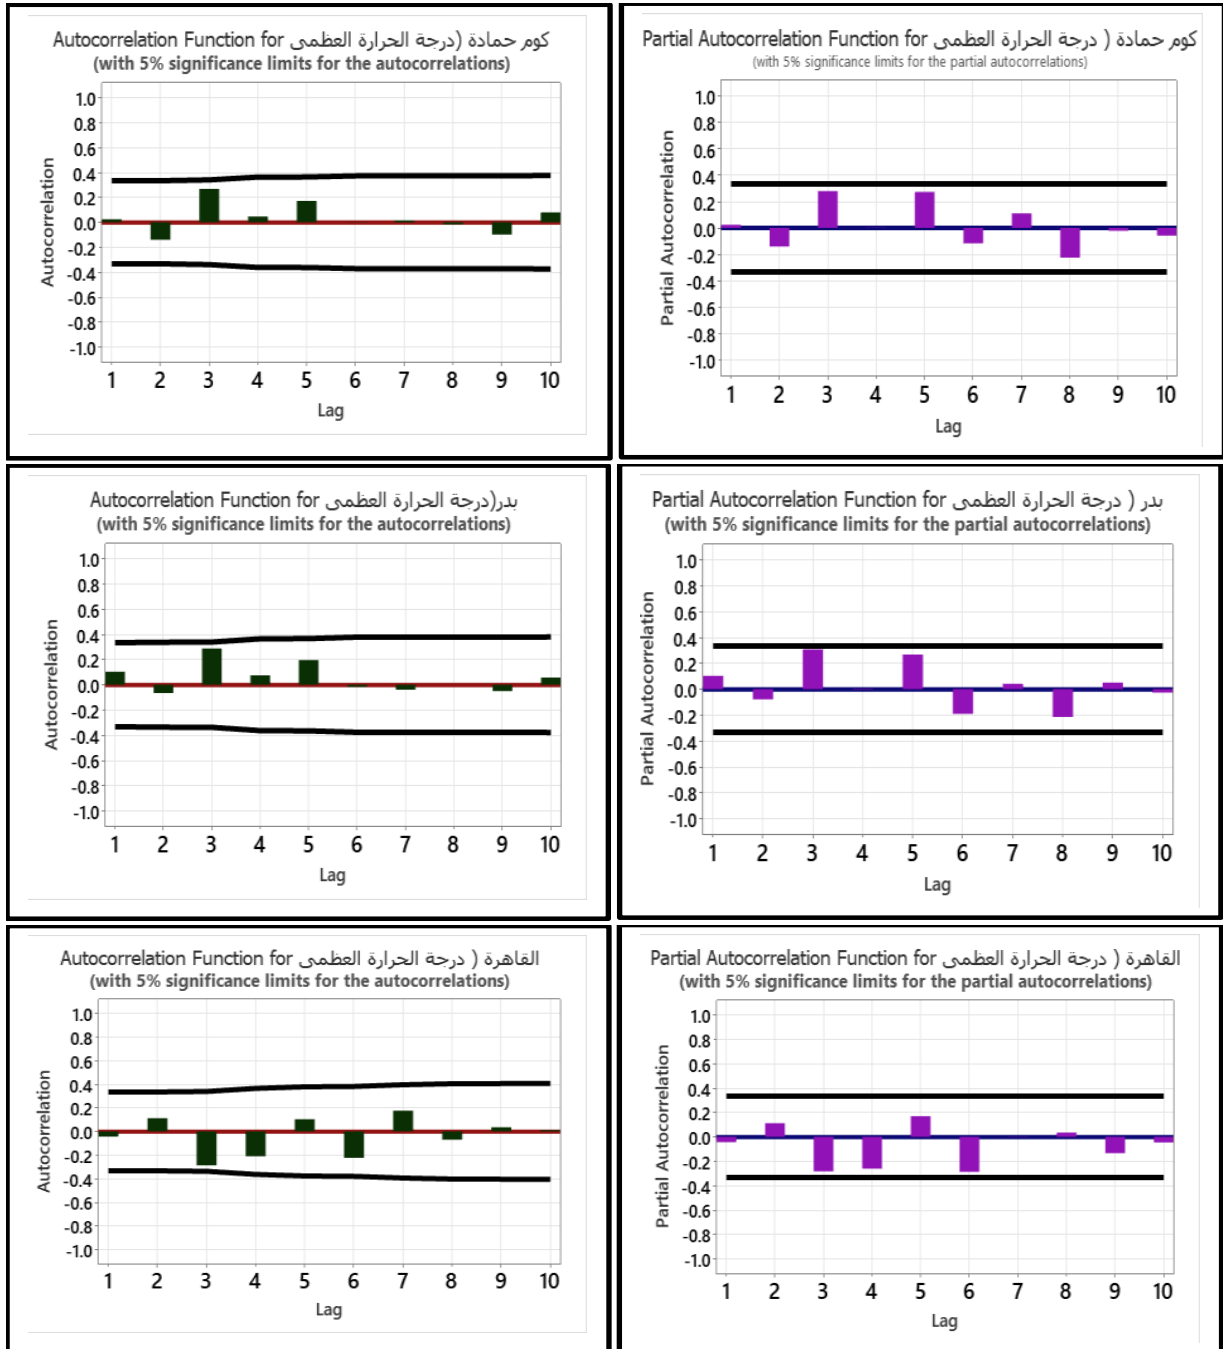 Autocorrelation Function for كوم حمادة (درجة الحرارة العظمى
(with 5% significance limits for the autocorrelations)
Autocorrelation
1.0
0.8
0.6
0.4
0.2
0.0
-0.2
-0.4
-0.6
-0.8
-1.0
1 2 3 4 5 6 7 8 9 10
Lag
Partial Autocorrelation Function for كوم حمادة ( درجة الحرارة العظمى
(with 5% significance limits for the partial autocorrelations)
Partial Autocorrelation
1.0
0.8
0.6
0.4
0.2
0.0
-0.2
-0.4
-0.6
-0.8
-1.0
1 2 3 4 5 6 7 8 9 10
Lag
Autocorrelation Function for بدر(درجة الحرارة العظمى
(with 5% significance limits for the autocorrelations)
Autocorrelation
1.0
0.8
0.6
0.4
0.2
0.0
-0.2
-0.4
-0.6
-0.8
-1.0
1 2 3 4 5 6 7 8 9 10
Lag
Partial Autocorrelation Function for بدر ( درجة الحرارة العظمى
(with 5% significance limits for the partial autocorrelations)
Partial Autocorrelation
1.0
0.8
0.6
0.4
0.2
0.0
-0.2
-0.4
-0.6
-0.8
-1.0
1 2 3 4 5 6 7 8 9 10
Lag
Autocorrelation Function for القاهرة ( درجة الحرارة العظمى
(with 5% significance limits for the autocorrelations)
Autocorrelation
1.0
0.8
0.6
0.4
0.2
0.0
-0.2
-0.4
-0.6
-0.8
-1.0
1 2 3 4 5 6 7 8 9 10
Lag
Partial Autocorrelation Function for القاهرة ( درجة الحرارة العظمى
(with 5% significance limits for the partial autocorrelations)
Partial Autocorrelation
1.0
0.8
0.6
0.4
0.2
0.0
-0.2
-0.4
-0.6
-0.8
-1.0
1 2 3 4 5 6 7 8 9 10
Lag